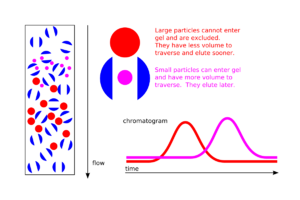 Large particles cannot enter
gel and are excluded.
They have less volume to
traverse and elute sooner.
Small particles can enter gel
and have more volume to
traverse. They elute later.
chromatogram
flow
time